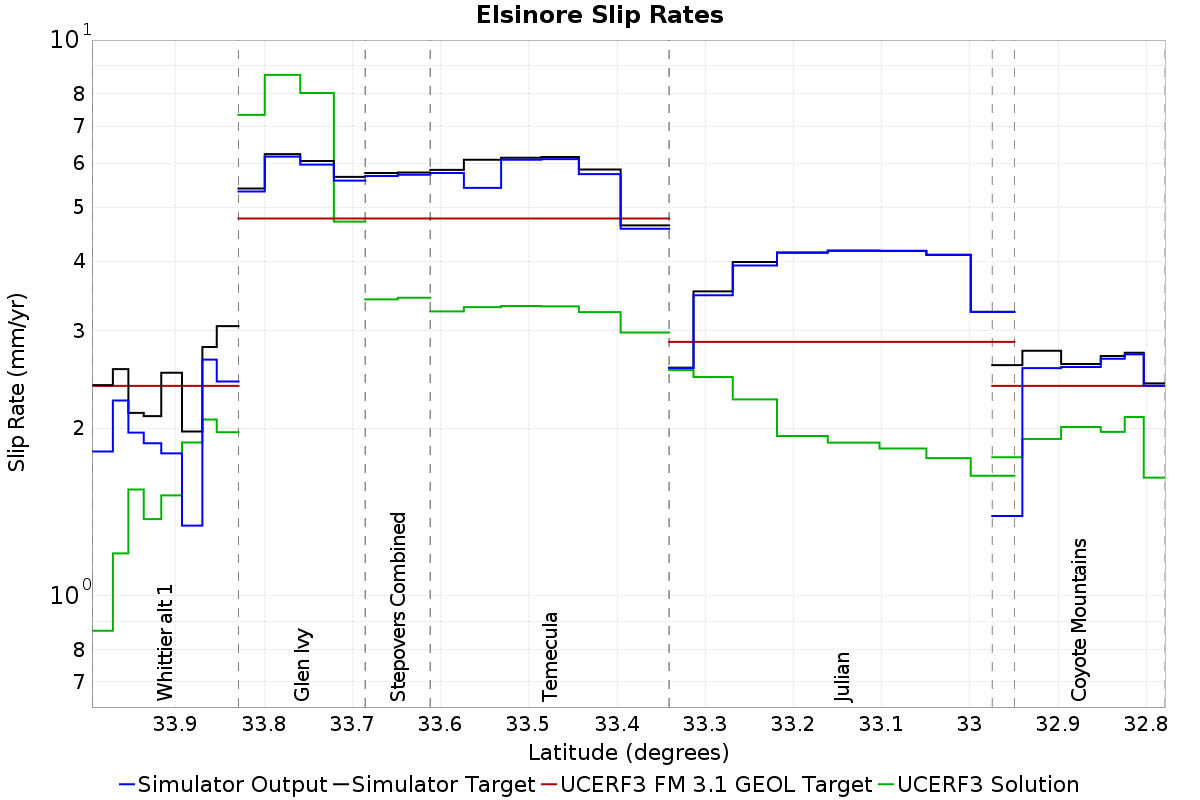 Elsinore Slip Rates
Slip Rate (mm/yr)
10^1
8
7
6
5
4
3
2
10^0
8
7
Whittier alt 1
Glen Ivy
Stepovers Combined
Temecula
Julian
Coyote Mountains
33.9 33.8 33.7 33.6 33.5 33.4 33.3 33.2 33.1 33 32.9 32.8
Latitude (degrees)
Simulator Output Simulator Target UCERF3 FM 3.1 GEOL Target UCERF3 Solution